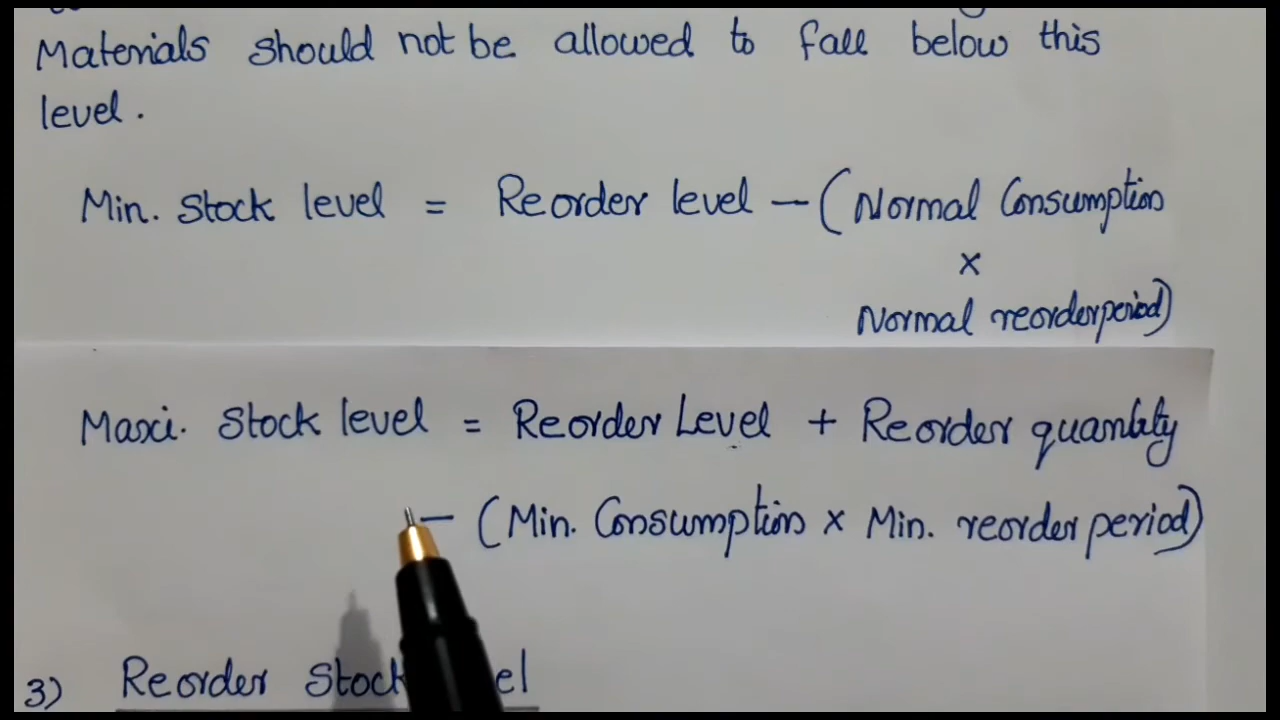 Materials should not be allowed to fall below this
level.
Min. Stock level = Reorder level - (Normal Consumption
×
Normal reorder period)
Maxi. Stock level = Reorder Level + Reorder quantity
- (Min. Consumption × Min. reorder period)
3) Reorder Stock